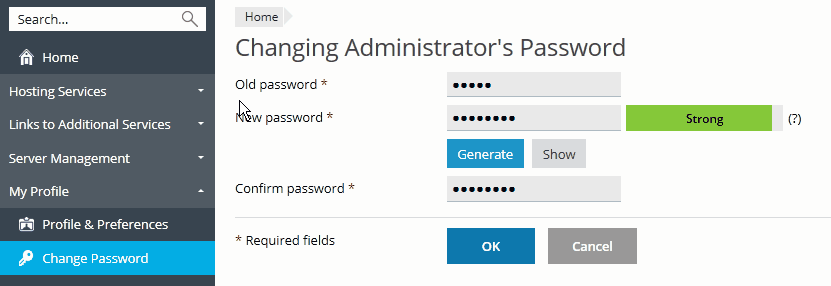 Search...
Home
Hosting Services
Links to Additional Services
Server Management
My Profile
Profile & Preferences
Change Password
Home
Changing Administrator's Password
Old password *
New password *
Strong
(?)
Generate
Show
Confirm password *
* Required fields
OK
Cancel